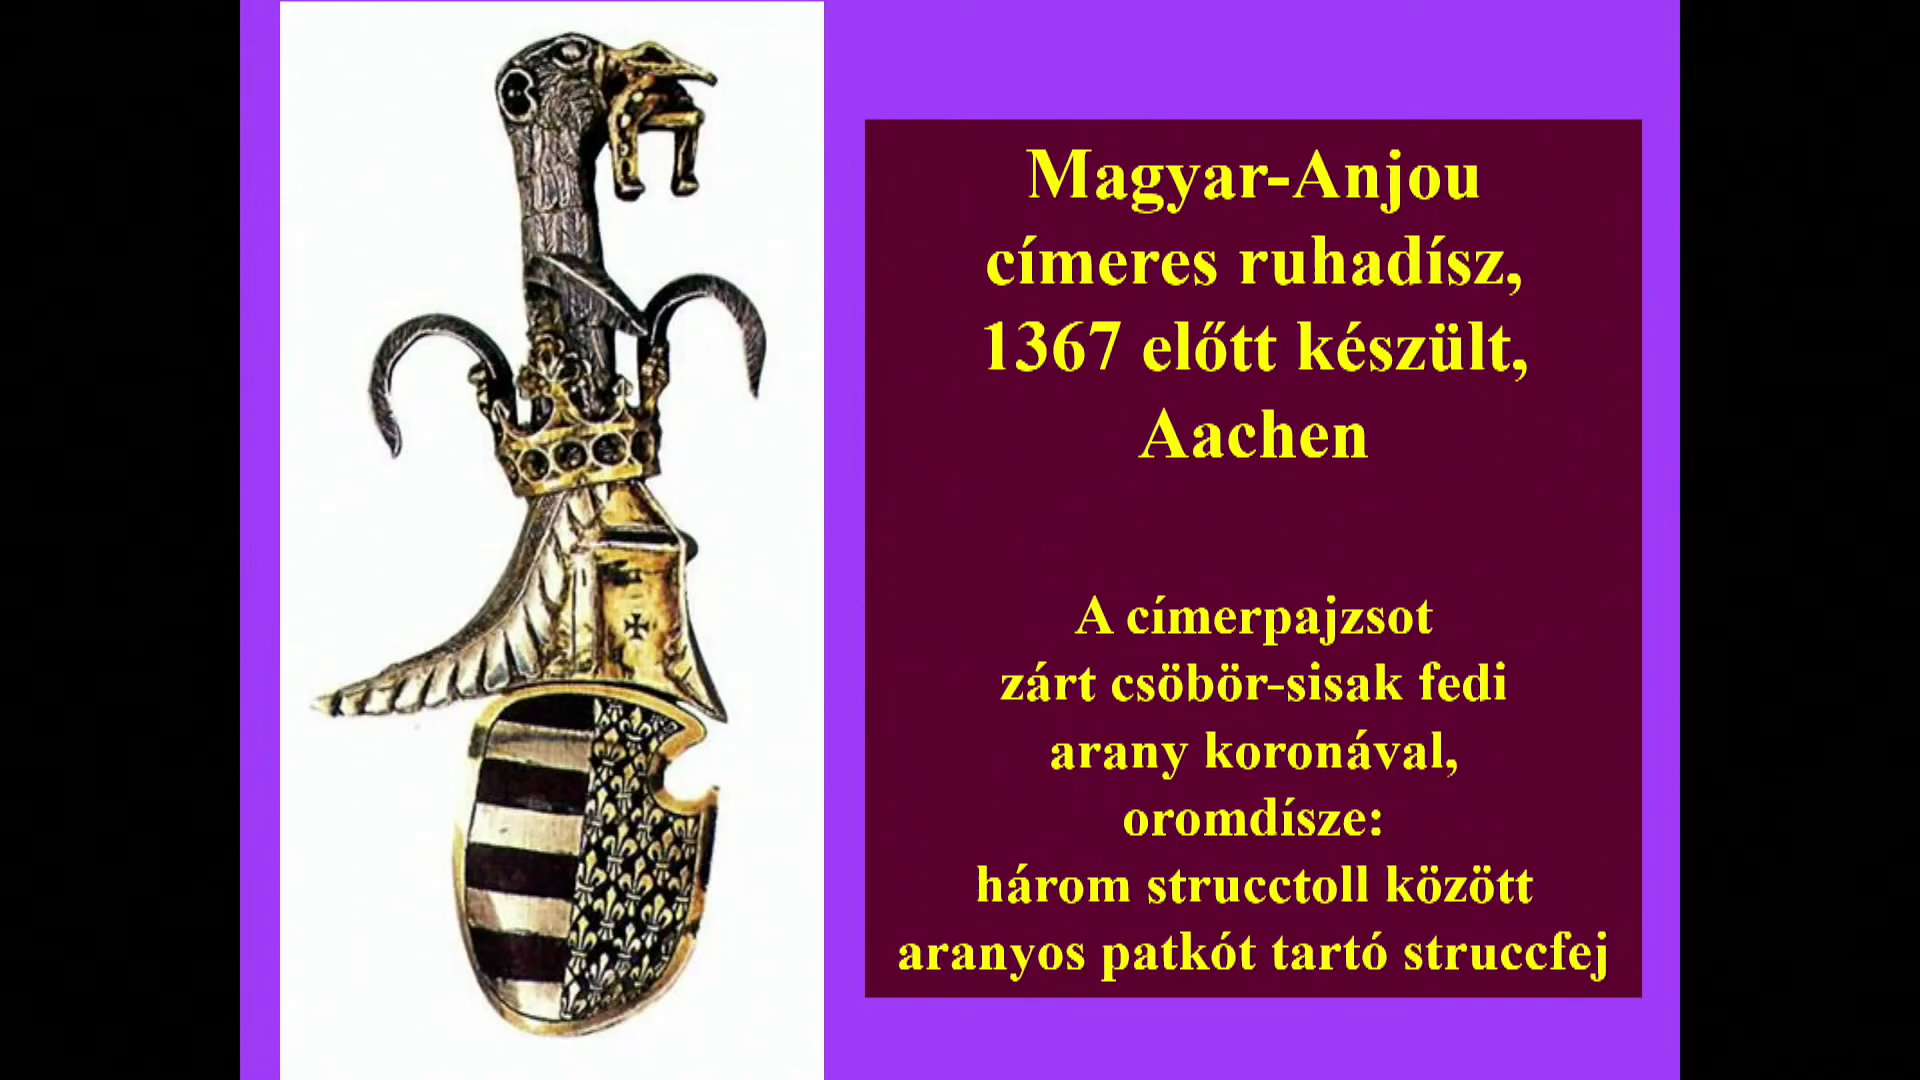 Magyar-Anjou
címeres ruhadísz,
1367 előtt készült,
Aachen
A címerpajzsot
zárt csöbör-sisak fedi
arany koronával,
oromdísze:
három strucctoll között
aranyos patkót tartó struccfej